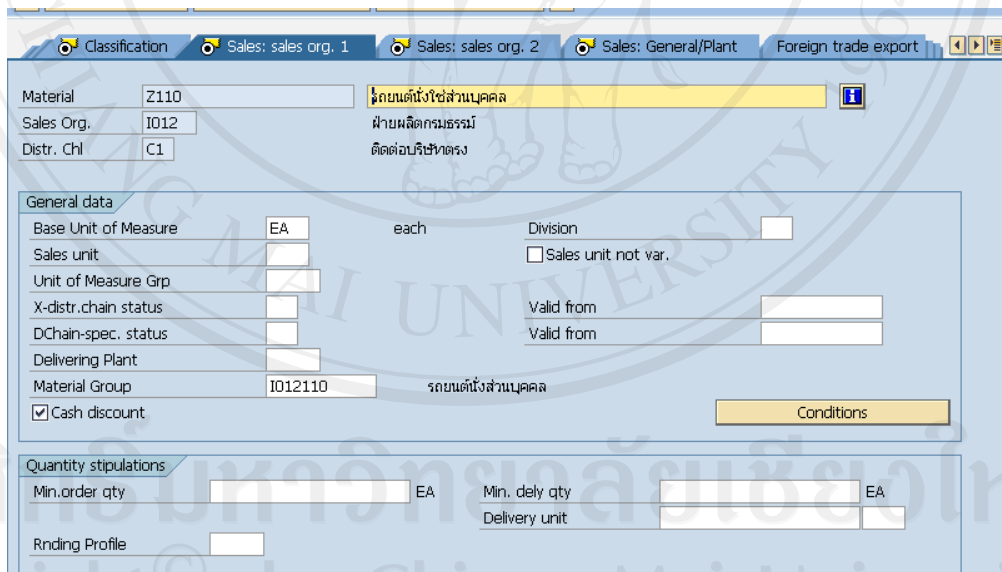 Classification Sales: sales org. 1 Sales: sales org. 2 Sales: General/Plant Foreign trade export
Material Z110 รถยนต์นั่งใช่ส่วนบุคคล
Sales Org. I012 ฝ่ายผลิตกรมธรรม์
Distr. Chl C1 ติดต่อบริษัทตรง
General data
Base Unit of Measure EA each Division
Sales unit Sales unit not var.
Unit of Measure Grp
X-distr.chain status Valid from
DChain-spec. status Valid from
Delivering Plant
Material Group I012110 รถยนต์นั่งส่วนบุคคล
Cash discount Conditions
Quantity stipulations
Min.order qty EA Min. dely qty EA
Delivery unit
Rnding Profile
MAI UNIVERSITY 1964